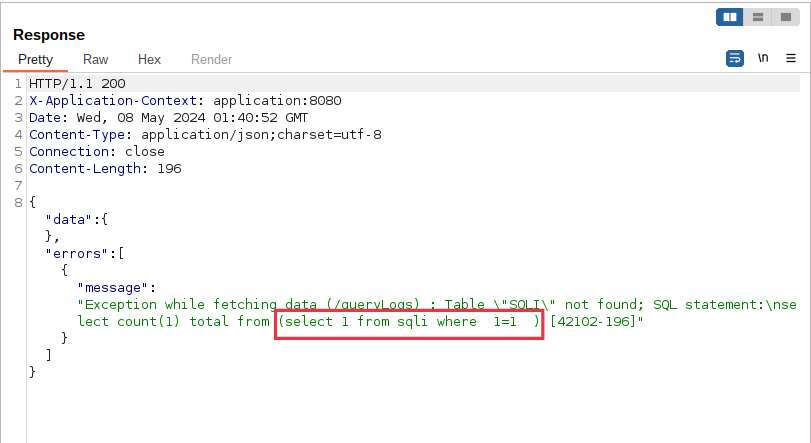 Response
Pretty Raw Hex Render \n
1 HTTP/1.1 200
2 X-Application-Context: application:8080
3 Date: Wed, 08 May 2024 01:40:52 GMT
4 Content-Type: application/json;charset=utf-8
5 Connection: close
6 Content-Length: 196
7
8 {
"data":{
},
"errors":[
{
"message":
"Exception while fetching data (/queryLogs) : Table \"SQLI\" not found; SQL statement:\nse
lect count(1) total from (select 1 from sqli where  1=1  ) [42102-196]"
}
]
}